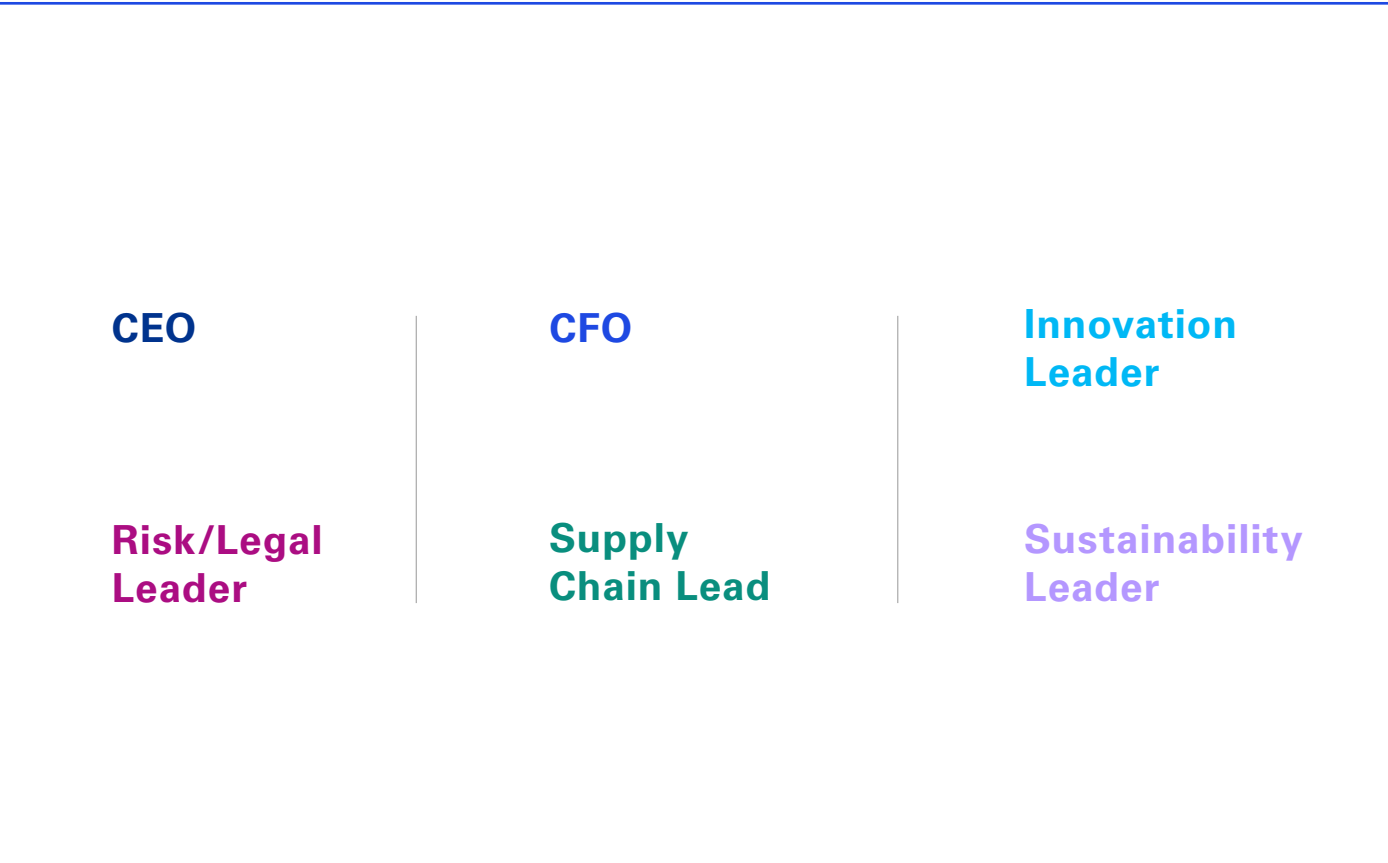 CEO
CFO
Innovation
Leader
Risk/Legal
Leader
Supply
Chain Lead
Sustainability
Leader